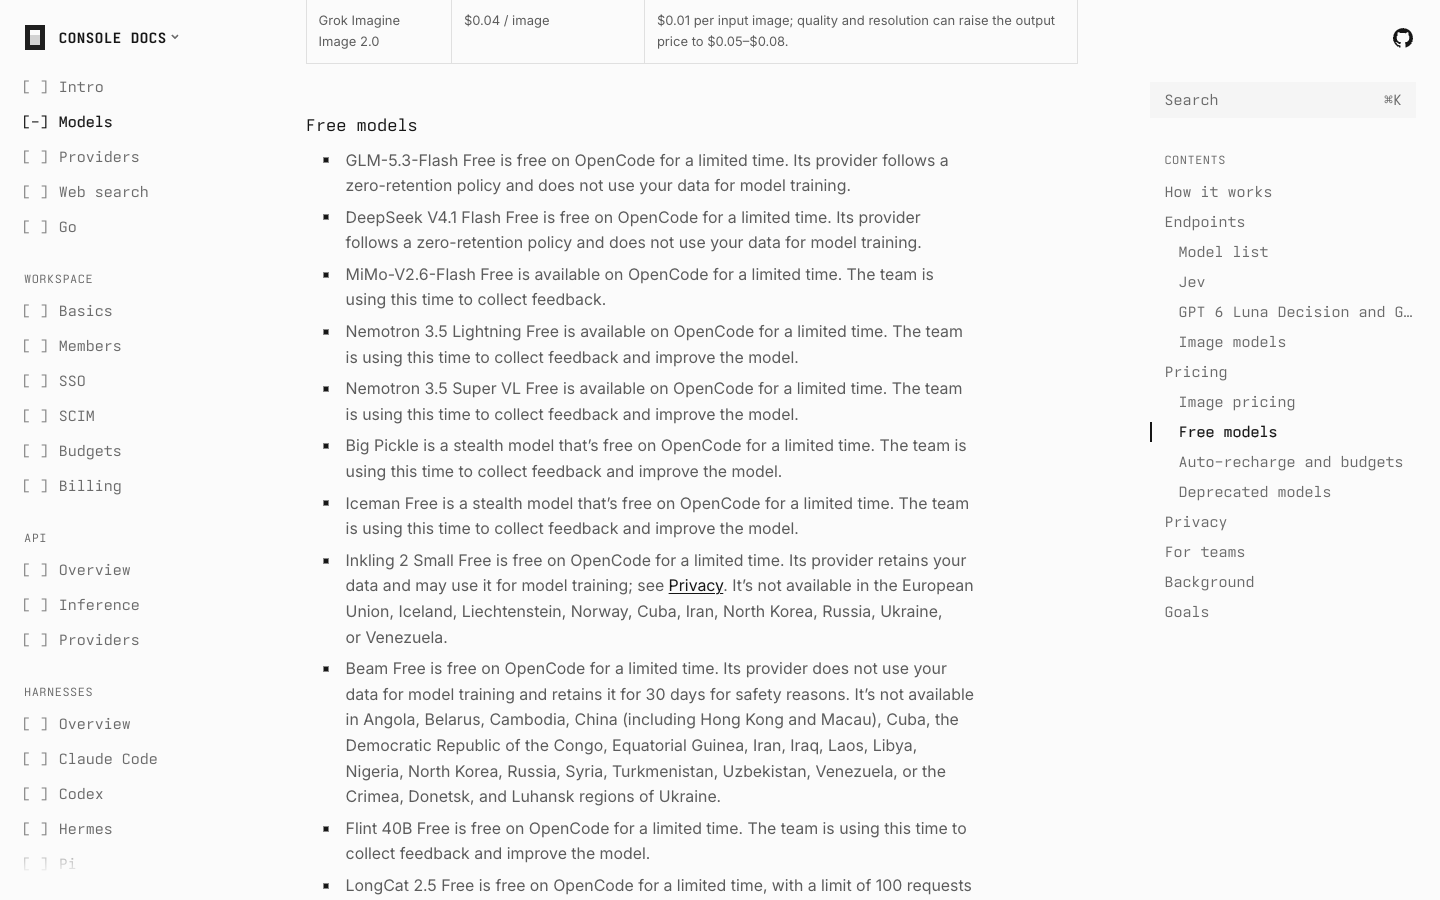 CONSOLE DOCS
[ ] Intro
[-] Models
[ ] Providers
[ ] Web search
[ ] Go
WORKSPACE
[ ] Basics
[ ] Members
[ ] SSO
[ ] SCIM
[ ] Budgets
[ ] Billing
API
[ ] Overview
[ ] Inference
[ ] Providers
HARNESSES
[ ] Overview
[ ] Claude Code
[ ] Codex
[ ] Hermes
[ ] Pi
Grok Imagine
Image 2.0
$0.04 / image
$0.01 per input image; quality and resolution can raise the output
price to $0.05–$0.08.
Free models
▪ GLM-5.3-Flash Free is free on OpenCode for a limited time. Its provider follows a
zero-retention policy and does not use your data for model training.
▪ DeepSeek V4.1 Flash Free is free on OpenCode for a limited time. Its provider
follows a zero-retention policy and does not use your data for model training.
▪ MiMo-V2.6-Flash Free is available on OpenCode for a limited time. The team is
using this time to collect feedback.
▪ Nemotron 3.5 Lightning Free is available on OpenCode for a limited time. The team
is using this time to collect feedback and improve the model.
▪ Nemotron 3.5 Super VL Free is available on OpenCode for a limited time. The team
is using this time to collect feedback and improve the model.
▪ Big Pickle is a stealth model that’s free on OpenCode for a limited time. The team is
using this time to collect feedback and improve the model.
▪ Iceman Free is a stealth model that’s free on OpenCode for a limited time. The team
is using this time to collect feedback and improve the model.
▪ Inkling 2 Small Free is free on OpenCode for a limited time. Its provider retains your
data and may use it for model training; see Privacy. It’s not available in the European
Union, Iceland, Liechtenstein, Norway, Cuba, Iran, North Korea, Russia, Ukraine,
or Venezuela.
▪ Beam Free is free on OpenCode for a limited time. Its provider does not use your
data for model training and retains it for 30 days for safety reasons. It’s not available
in Angola, Belarus, Cambodia, China (including Hong Kong and Macau), Cuba, the
Democratic Republic of the Congo, Equatorial Guinea, Iran, Iraq, Laos, Libya,
Nigeria, North Korea, Russia, Syria, Turkmenistan, Uzbekistan, Venezuela, or the
Crimea, Donetsk, and Luhansk regions of Ukraine.
▪ Flint 40B Free is free on OpenCode for a limited time. The team is using this time to
collect feedback and improve the model.
▪ LongCat 2.5 Free is free on OpenCode for a limited time, with a limit of 100 requests
Search ⌘K
CONTENTS
How it works
Endpoints
Model list
Jev
GPT 6 Luna Decision and G…
Image models
Pricing
Image pricing
Free models
Auto-recharge and budgets
Deprecated models
Privacy
For teams
Background
Goals